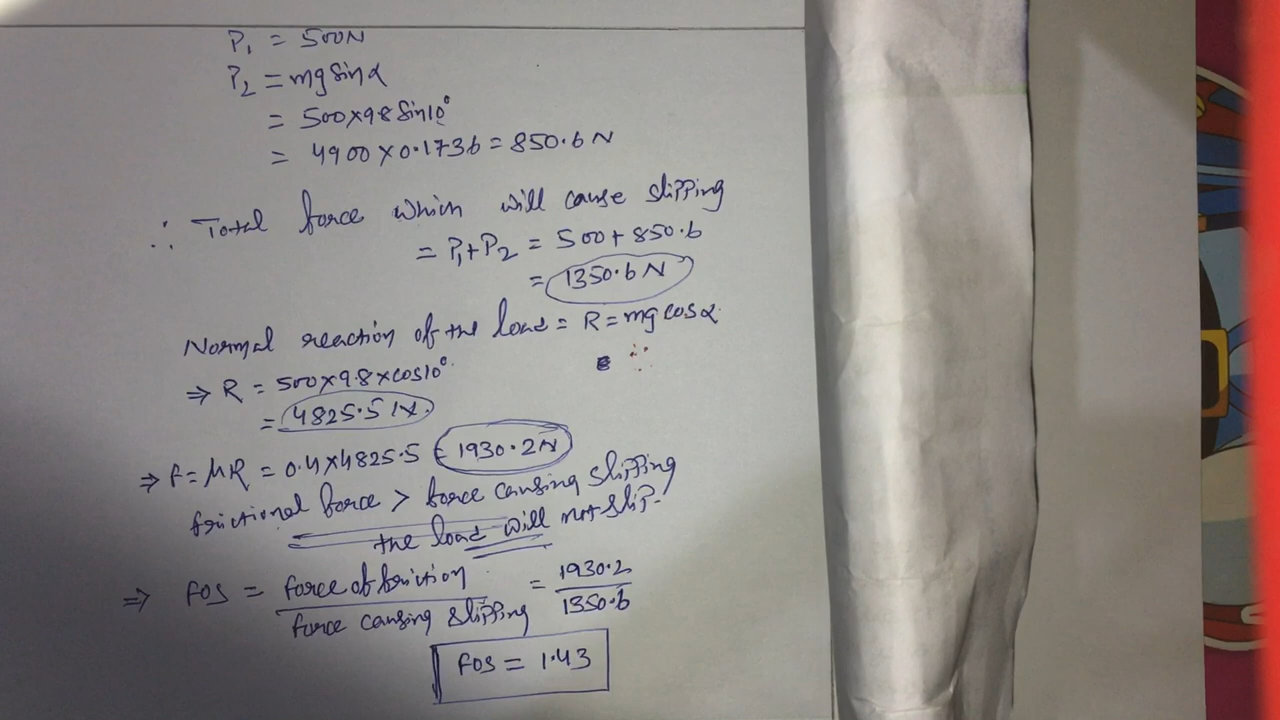 P₁ = 500N
P₂ = mg Sinα
= 500×9.8 Sin10°
= 4900 × 0.1736 = 850.6 N
∴ Total force which will cause slipping
= P₁+P₂ = 500+850.6
= 1350.6 N
Normal reaction of the load = R = mg cosα
⇒ R = 500×9.8×cos10°
= 4825.5 N.
⇒ F = μR = 0.4×4825.5 = 1930.2N
frictional force > force causing slipping
the load will not slip.
⇒ FOS = force of friction / force causing slipping = 1930.2 / 1350.6
FOS = 1.43